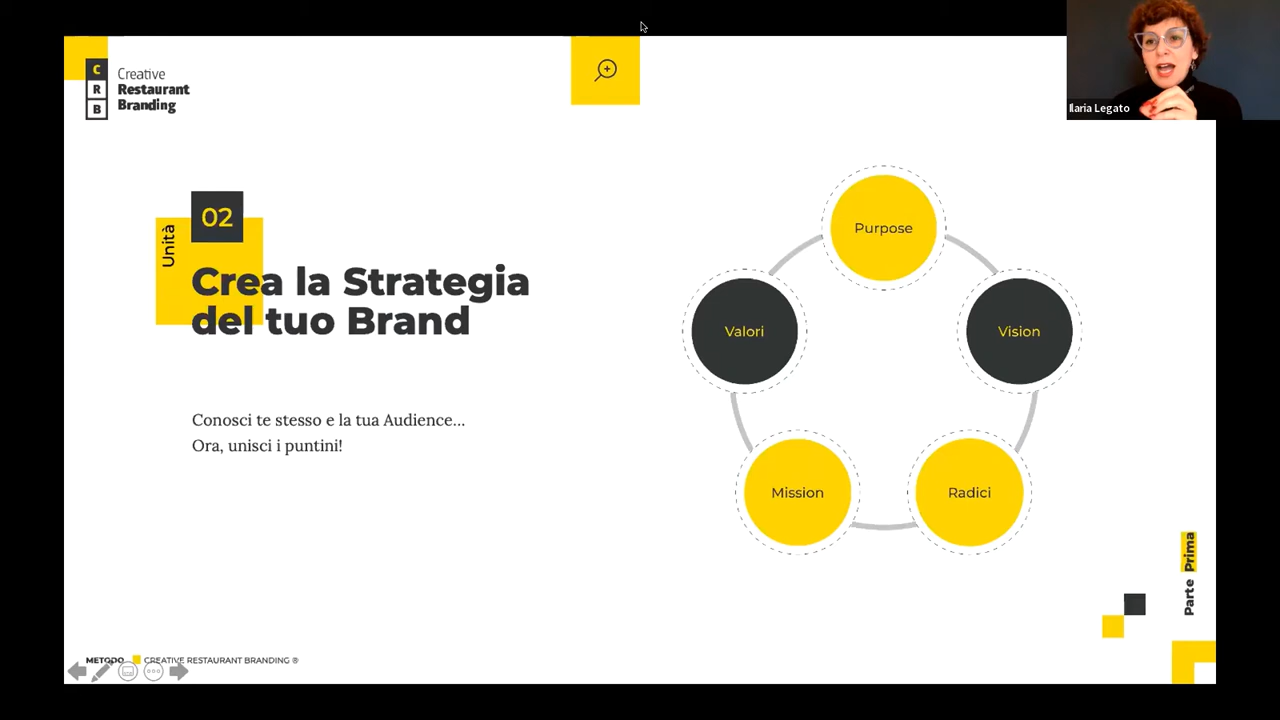 C
R
B
Creative
Restaurant
Branding
Ilaria Legato
02
Unità
Crea la Strategia
del tuo Brand
Conosci te stesso e la tua Audience...
Ora, unisci i puntini!
Purpose
Valori
Vision
Mission
Radici
Parte Prima
METODO CREATIVE RESTAURANT BRANDING ®